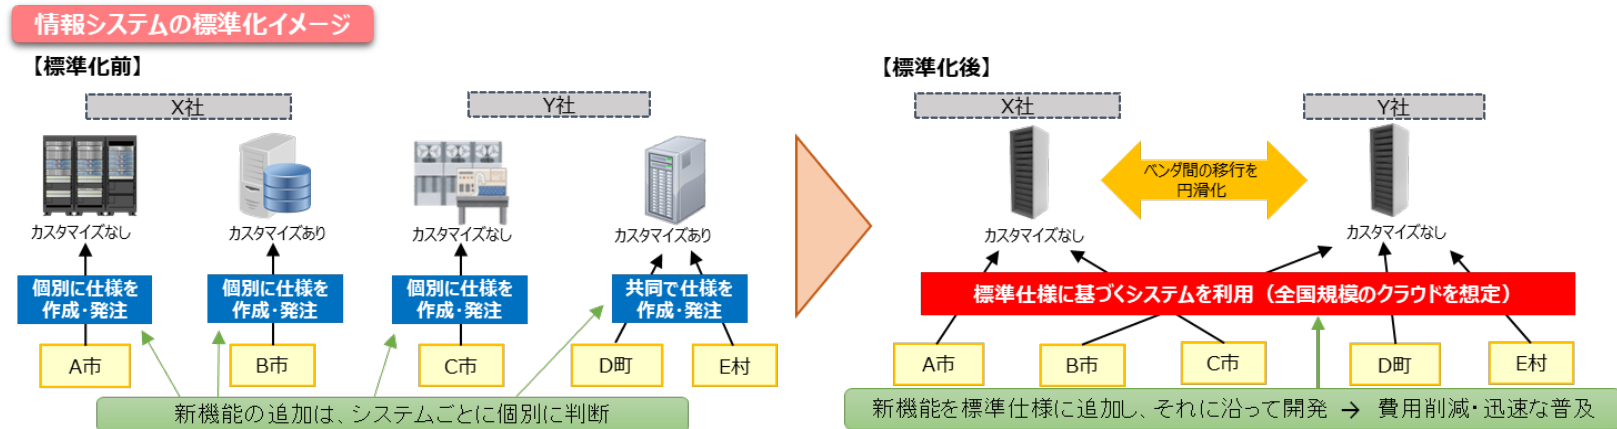 情報システムの標準化イメージ
【標準化前】
X社
Y社
カスタマイズなし
カスタマイズあり
カスタマイズなし
カスタマイズあり
個別に仕様を
作成・発注
個別に仕様を
作成・発注
個別に仕様を
作成・発注
共同で仕様を
作成・発注
A市
B市
C市
D町
E村
新機能の追加は、システムごとに個別に判断
【標準化後】
X社
Y社
ベンダ間の移行を
円滑化
カスタマイズなし
カスタマイズなし
標準仕様に基づくシステムを利用（全国規模のクラウドを想定）
A市
B市
C市
D町
E村
新機能を標準仕様に追加し、それに沿って開発 → 費用削減・迅速な普及